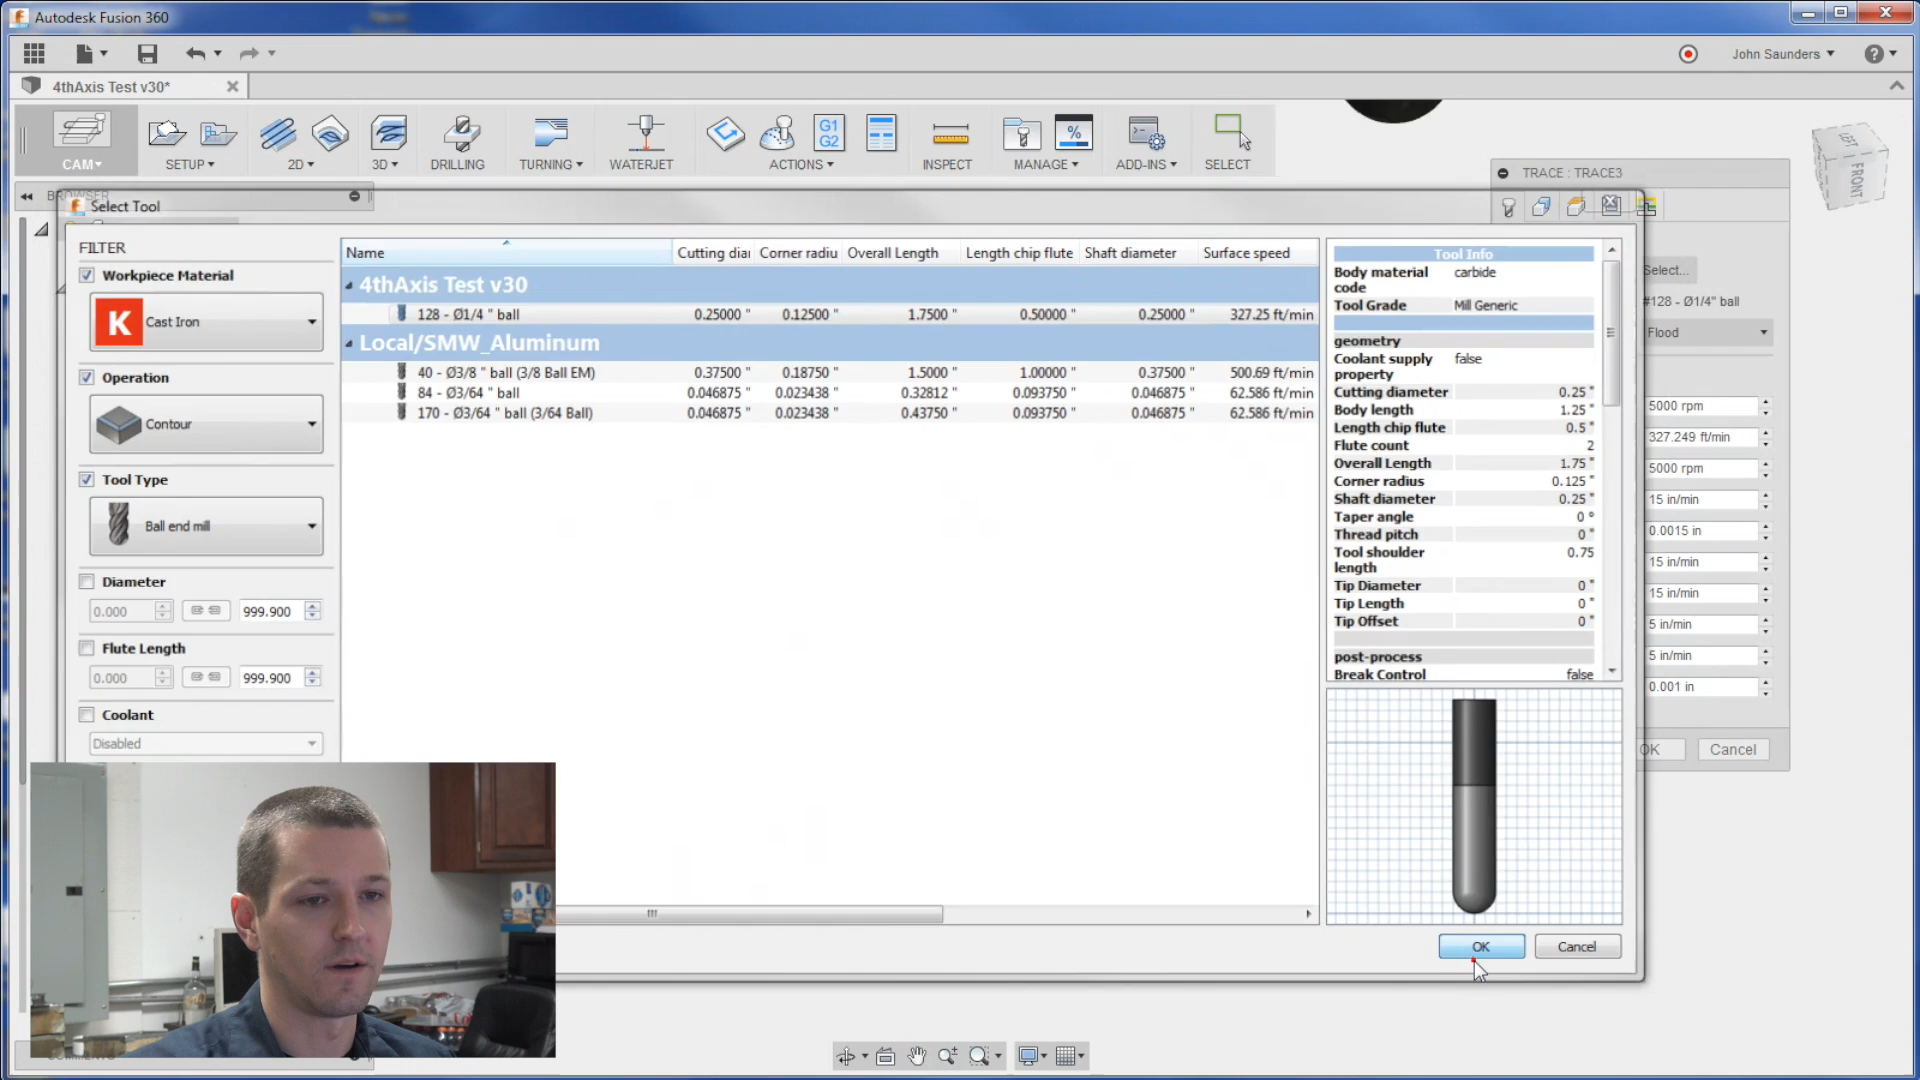 Autodesk Fusion 360
John Saunders
4thAxis Test v30*
CAM
SETUP
2D
3D
DRILLING
TURNING
WATERJET
G1
G2
ACTIONS
INSPECT
%
MANAGE
ADD-INS
SELECT
LEFT
FRONT
BROWSER
TRACE : TRACE3
Select Tool
FILTER
Workpiece Material
K Cast Iron
Operation
Contour
Tool Type
Ball end mill
Diameter
0.000 999.900
Flute Length
0.000 999.900
Coolant
Disabled
Name Cutting diar Corner radiu Overall Length Length chip flute Shaft diameter Surface speed
4thAxis Test v30
128 - Ø1/4 " ball 0.25000 " 0.12500 " 1.7500 " 0.50000 " 0.25000 " 327.25 ft/min
Local/SMW_Aluminum
40 - Ø3/8 " ball (3/8 Ball EM) 0.37500 " 0.18750 " 1.5000 " 1.00000 " 0.37500 " 500.69 ft/min
84 - Ø3/64 " ball 0.046875 " 0.023438 " 0.32812 " 0.093750 " 0.046875 " 62.586 ft/min
170 - Ø3/64 " ball (3/64 Ball) 0.046875 " 0.023438 " 0.43750 " 0.093750 " 0.046875 " 62.586 ft/min
Tool Info
Body material code carbide
Tool Grade Mill Generic
geometry
Coolant supply property false
Cutting diameter 0.25 "
Body length 1.25 "
Length chip flute 0.5 "
Flute count 2
Overall Length 1.75 "
Corner radius 0.125 "
Shaft diameter 0.25 "
Taper angle 0 °
Thread pitch 0 "
Tool shoulder length 0.75
Tip Diameter 0 "
Tip Length 0 "
Tip Offset 0 "
post-process
Break Control false
OK Cancel
Select...
#128 - Ø1/4" ball
Flood
5000 rpm
327.249 ft/min
5000 rpm
15 in/min
0.0015 in
15 in/min
15 in/min
5 in/min
5 in/min
0.001 in
OK Cancel
COMMENTS